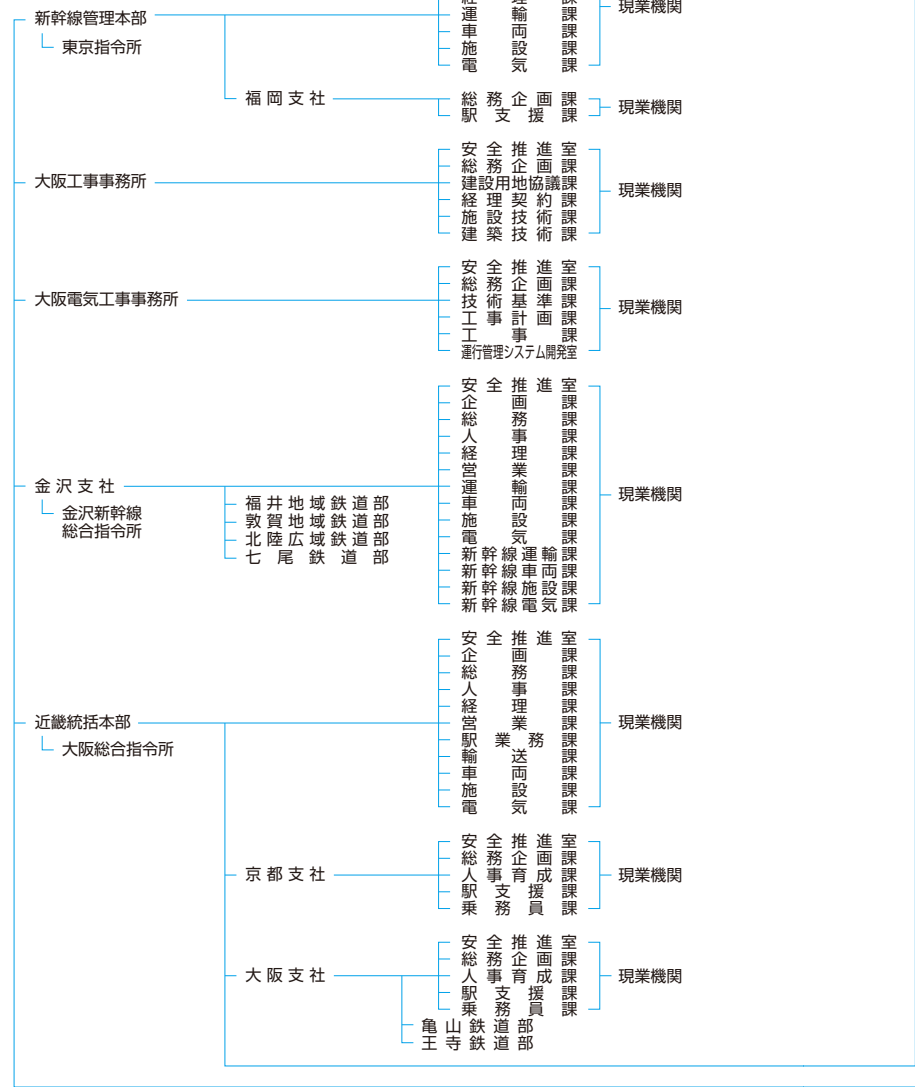 経理課
運輸課
車両課
施設課
電気課
現業機関
新幹線管理本部
東京指令所
福岡支社
総務企画課
駅支援課
現業機関
大阪工事事務所
安全推進室
総務企画課
建設用地協議課
経理契約課
施設技術課
建築技術課
現業機関
大阪電気工事事務所
安全推進室
総務企画課
技術基準課
工事計画課
工事課
運行管理システム開発室
現業機関
金沢支社
金沢新幹線
総合指令所
福井地域鉄道部
敦賀地域鉄道部
北陸広域鉄道部
七尾鉄道部
安全推進室
企画課
総務課
人事課
経理課
営業課
運輸課
車両課
施設課
電気課
新幹線運輸課
新幹線車両課
新幹線施設課
新幹線電気課
現業機関
近畿統括本部
大阪総合指令所
安全推進室
企画課
総務課
人事課
経理課
営業課
駅業務課
輸送課
車両課
施設課
電気課
現業機関
京都支社
安全推進室
総務企画課
人事育成課
駅支援課
乗務員課
現業機関
大阪支社
安全推進室
総務企画課
人事育成課
駅支援課
乗務員課
現業機関
亀山鉄道部
王寺鉄道部